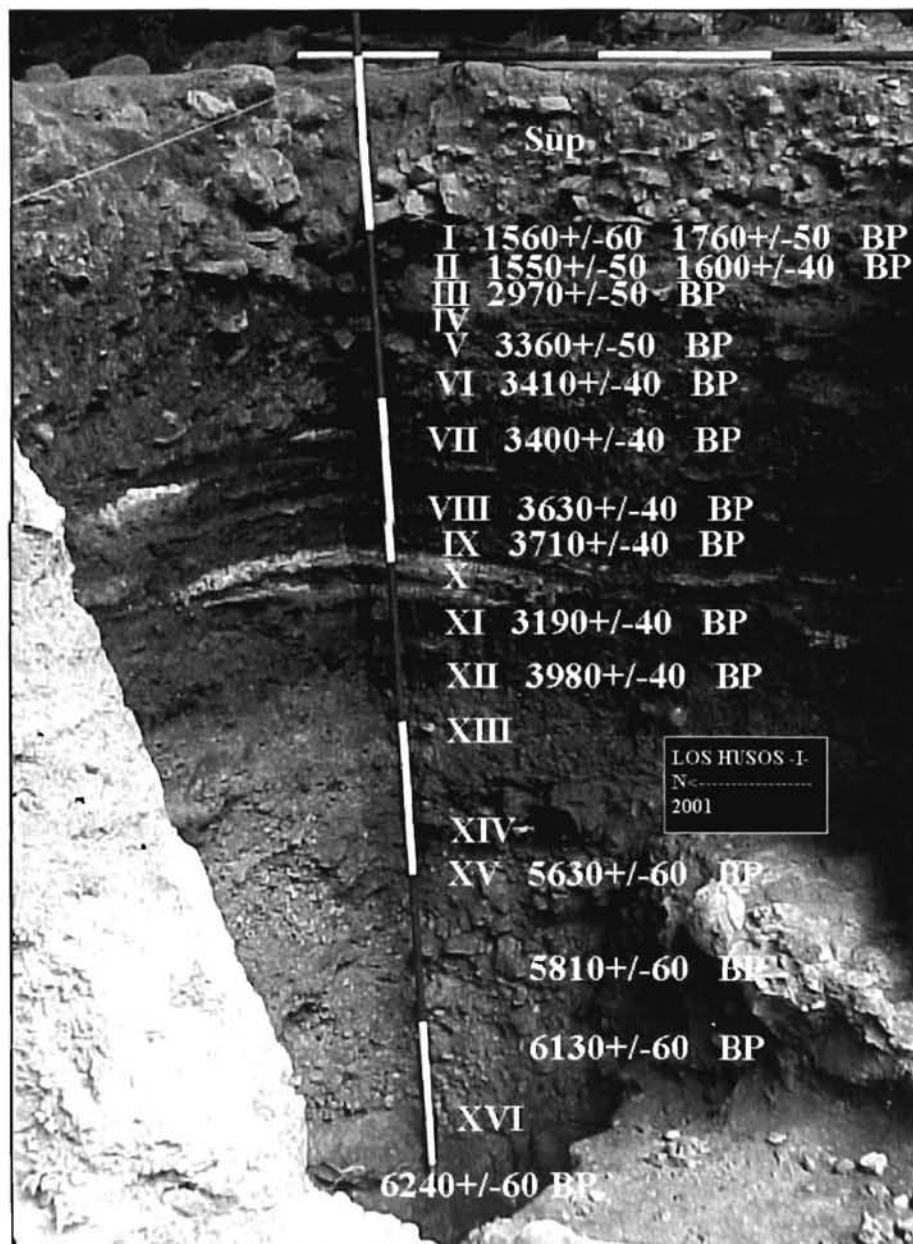 Sup
I 1560+/-60 1760+/-50 BP
II 1550+/-50 1600+/-40 BP
III 2970+/-50 BP
IV
V 3360+/-50 BP
VI 3410+/-40 BP
VII 3400+/-40 BP
VIII 3630+/-40 BP
IX 3710+/-40 BP
X
XI 3190+/-40 BP
XII 3980+/-40 BP
XIII
LOS HUSOS -I-
N<-----------------
2001
XIV
XV 5630+/-60 BP
5810+/-60 BP
6130+/-60 BP
XVI
6240+/-60 BP